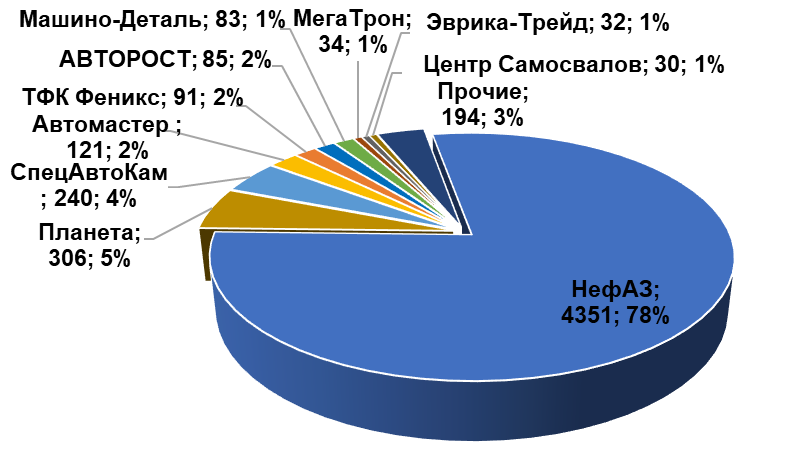 Машино-Деталь; 83; 1%
МегаТрон;
34; 1%
Эврика-Трейд; 32; 1%
АВТОРОСТ; 85; 2%
Центр Самосвалов; 30; 1%
ТФК Феникс; 91; 2%
Прочие;
194; 3%
Автомастер ;
121; 2%
СпецАвтоКам
; 240; 4%
Планета;
306; 5%
НефАЗ;
4351; 78%